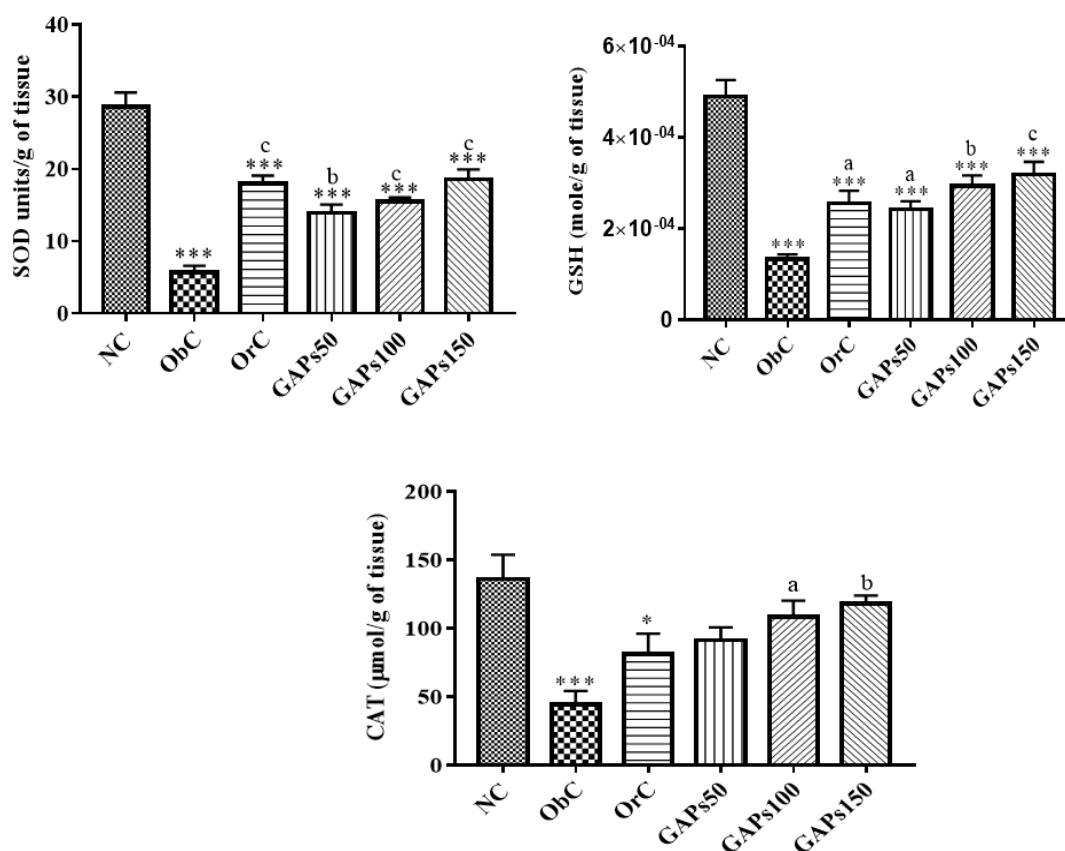 SOD units/g of tissue
40
30
20
10
0
***
c
***
b
***
c
***
c
***
NC
ObC
OrC
GAPs50
GAPs100
GAPs150
GSH (mole/g of tissue)
6×10⁻⁰⁴
4×10⁻⁰⁴
2×10⁻⁰⁴
0
***
a
***
a
***
b
***
c
***
NC
ObC
OrC
GAPs50
GAPs100
GAPs150
CAT (µmol/g of tissue)
200
150
100
50
0
***
*
a
b
NC
ObC
OrC
GAPs50
GAPs100
GAPs150